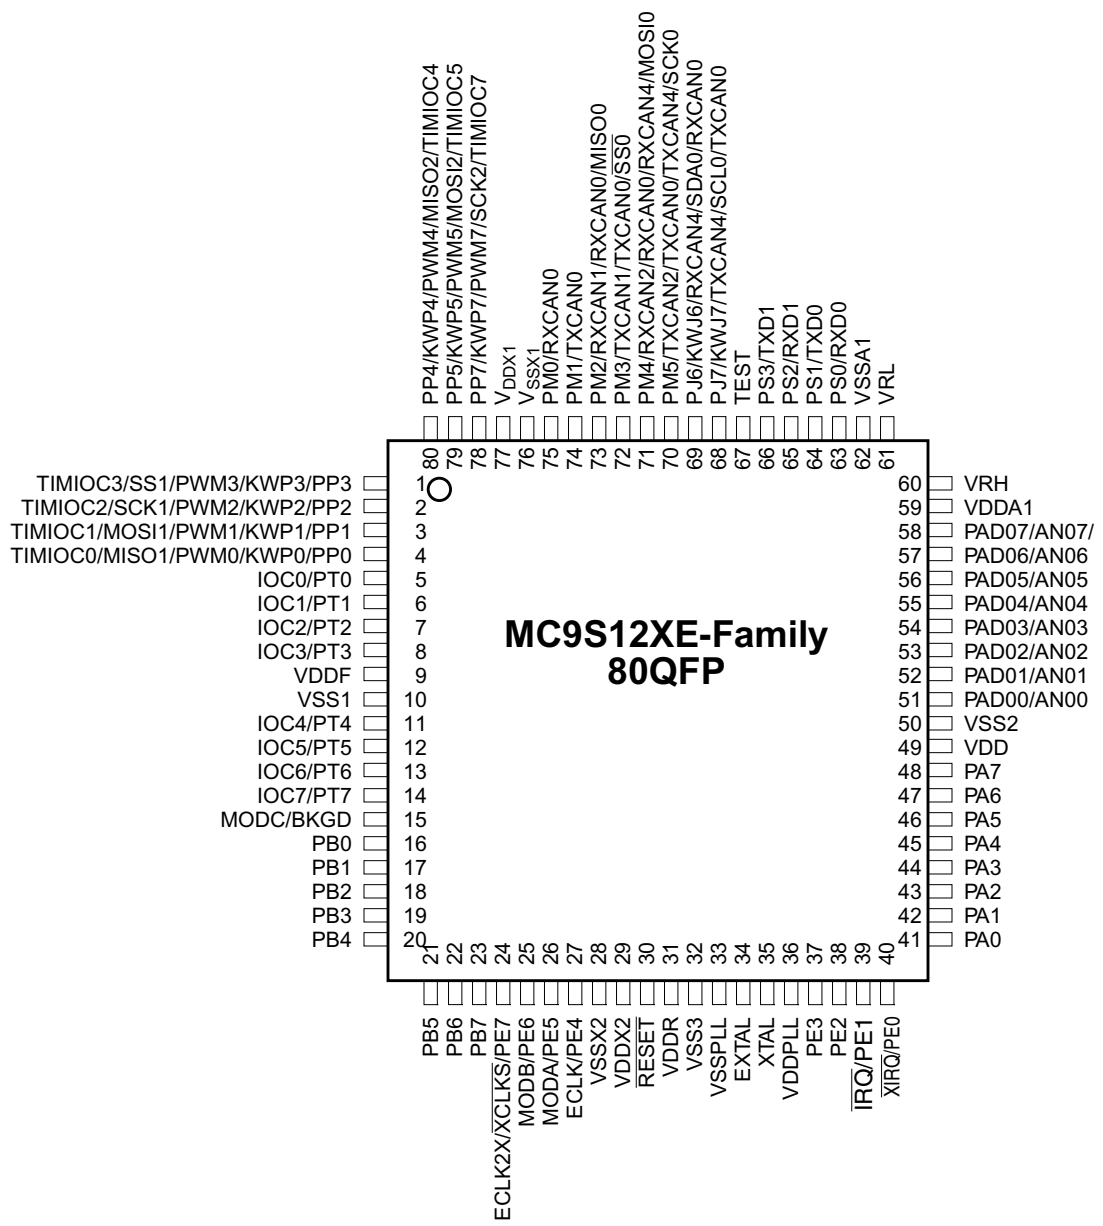 PP4/KWP4/PWM4/MISO2/TIMIOC4
PP5/KWP5/PWM5/MOSI2/TIMIOC5
PP7/KWP7/PWM7/SCK2/TIMIOC7
VDDX1
VSSX1
PM0/RXCAN0
PM1/TXCAN0
PM2/RXCAN1/RXCAN0/MISO0
PM3/TXCAN1/TXCAN0/SS0
PM4/RXCAN2/RXCAN0/RXCAN4/MOSI0
PM5/TXCAN2/TXCAN0/TXCAN4/SCK0
PJ6/KWJ6/RXCAN4/SDA0/RXCAN0
PJ7/KWJ7/TXCAN4/SCL0/TXCAN0
TEST
PS3/TXD1
PS2/RXD1
PS1/TXD0
PS0/RXD0
VSSA1
VRL
80
79
78
77
76
75
74
73
72
71
70
69
68
67
66
65
64
63
62
61
TIMIOC3/SS1/PWM3/KWP3/PP3 1
TIMIOC2/SCK1/PWM2/KWP2/PP2 2
TIMIOC1/MOSI1/PWM1/KWP1/PP1 3
TIMIOC0/MISO1/PWM0/KWP0/PP0 4
IOC0/PT0 5
IOC1/PT1 6
IOC2/PT2 7
IOC3/PT3 8
VDDF 9
VSS1 10
IOC4/PT4 11
IOC5/PT5 12
IOC6/PT6 13
IOC7/PT7 14
MODC/BKGD 15
PB0 16
PB1 17
PB2 18
PB3 19
PB4 20
MC9S12XE-Family
80QFP
60 VRH
59 VDDA1
58 PAD07/AN07/
57 PAD06/AN06
56 PAD05/AN05
55 PAD04/AN04
54 PAD03/AN03
53 PAD02/AN02
52 PAD01/AN01
51 PAD00/AN00
50 VSS2
49 VDD
48 PA7
47 PA6
46 PA5
45 PA4
44 PA3
43 PA2
42 PA1
41 PA0
21
22
23
24
25
26
27
28
29
30
31
32
33
34
35
36
37
38
39
40
PB5
PB6
PB7
ECLK2X/XCLKS/PE7
MODB/PE6
MODA/PE5
ECLK/PE4
VSSX2
VDDX2
RESET
VDDR
VSS3
VSSPLL
EXTAL
XTAL
VDDPLL
PE3
PE2
IRQ/PE1
XIRQ/PE0